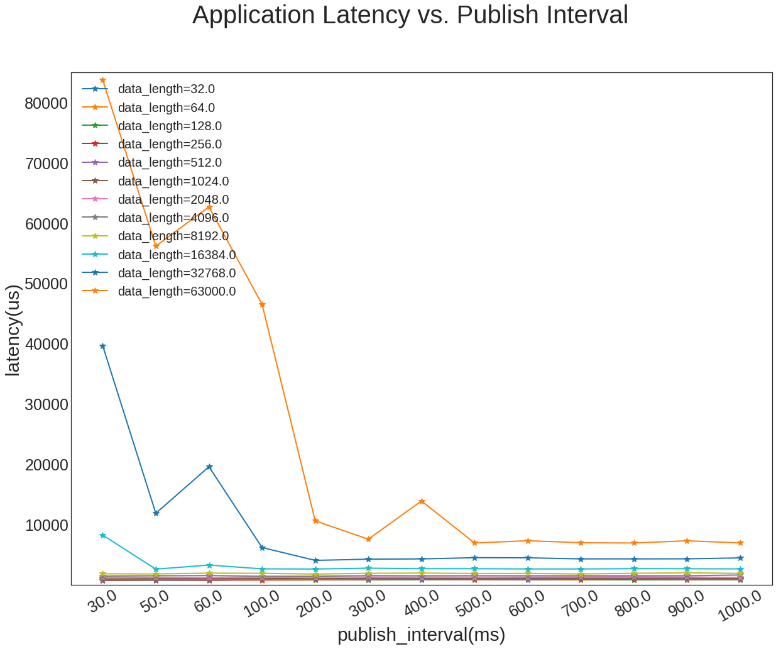 Application Latency vs. Publish Interval
80000
70000
60000
50000
40000
30000
20000
10000
latency(us)
data_length=32.0
data_length=64.0
data_length=128.0
data_length=256.0
data_length=512.0
data_length=1024.0
data_length=2048.0
data_length=4096.0
data_length=8192.0
data_length=16384.0
data_length=32768.0
data_length=63000.0
30.0 50.0 60.0 100.0 200.0 300.0 400.0 500.0 600.0 700.0 800.0 900.0 1000.0
publish_interval(ms)